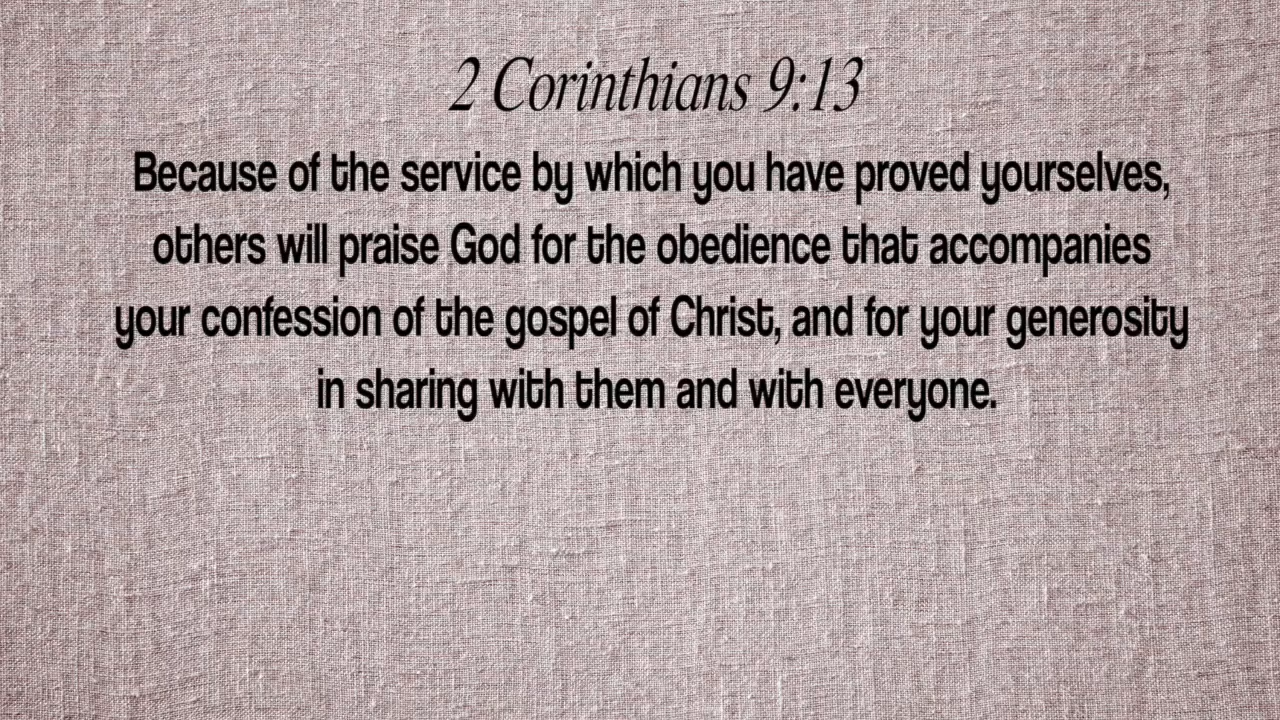 2 Corinthians 9:13
Because of the service by which you have proved yourselves,
others will praise God for the obedience that accompanies
your confession of the gospel of Christ, and for your generosity
in sharing with them and with everyone.